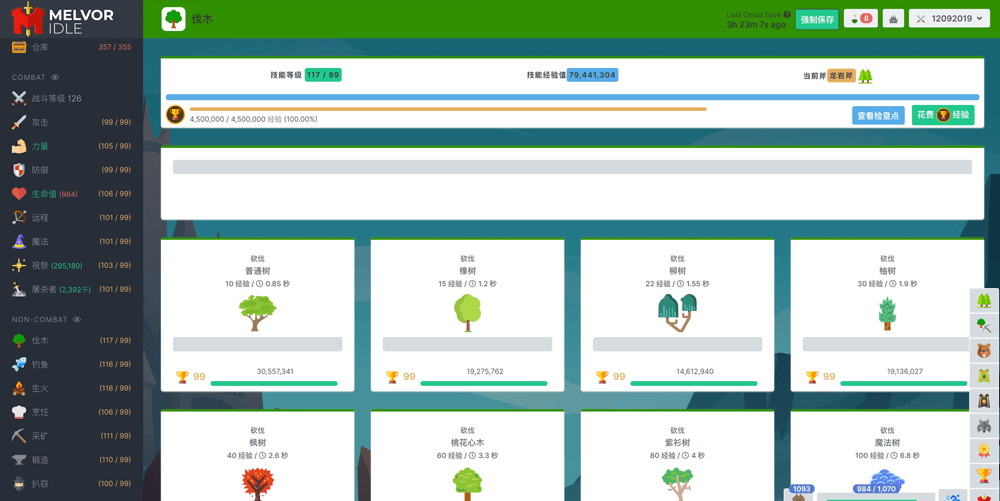 MELVOR
IDLE
伐木
Last Cloud Save
3h 23m 7s ago
强制保存
8
12092019
仓库
357 / 355
COMBAT
战斗等级 126
攻击
(99 / 99)
力量
(105 / 99)
防御
(99 / 99)
生命值 (984)
(106 / 99)
远程
(101 / 99)
魔法
(101 / 99)
祝祭 (295,180)
(103 / 99)
屠杀者 (2,392千)
(101 / 99)
NON-COMBAT
伐木
(117 / 99)
钓鱼
(116 / 99)
生火
(116 / 99)
烹饪
(106 / 99)
采矿
(111 / 99)
锻造
(110 / 99)
扒窃
(100 / 99)
技能等级 117 / 99
技能经验值 79,441,304
当前斧 龙岩斧
4,500,000 / 4,500,000 经验 (100.00%)
查看检查点
花费 经验
砍伐
普通树
10 经验 / 0.85 秒
99
30,557,341
砍伐
橡树
15 经验 / 1.2 秒
99
19,275,762
砍伐
柳树
22 经验 / 1.55 秒
99
14,612,940
砍伐
柚树
30 经验 / 1.9 秒
99
19,136,027
砍伐
枫树
40 经验 / 2.6 秒
砍伐
桃花心木
60 经验 / 3.3 秒
砍伐
紫衫树
80 经验 / 4 秒
砍伐
魔法树
100 经验 / 6.8 秒
1093
984 / 1,070